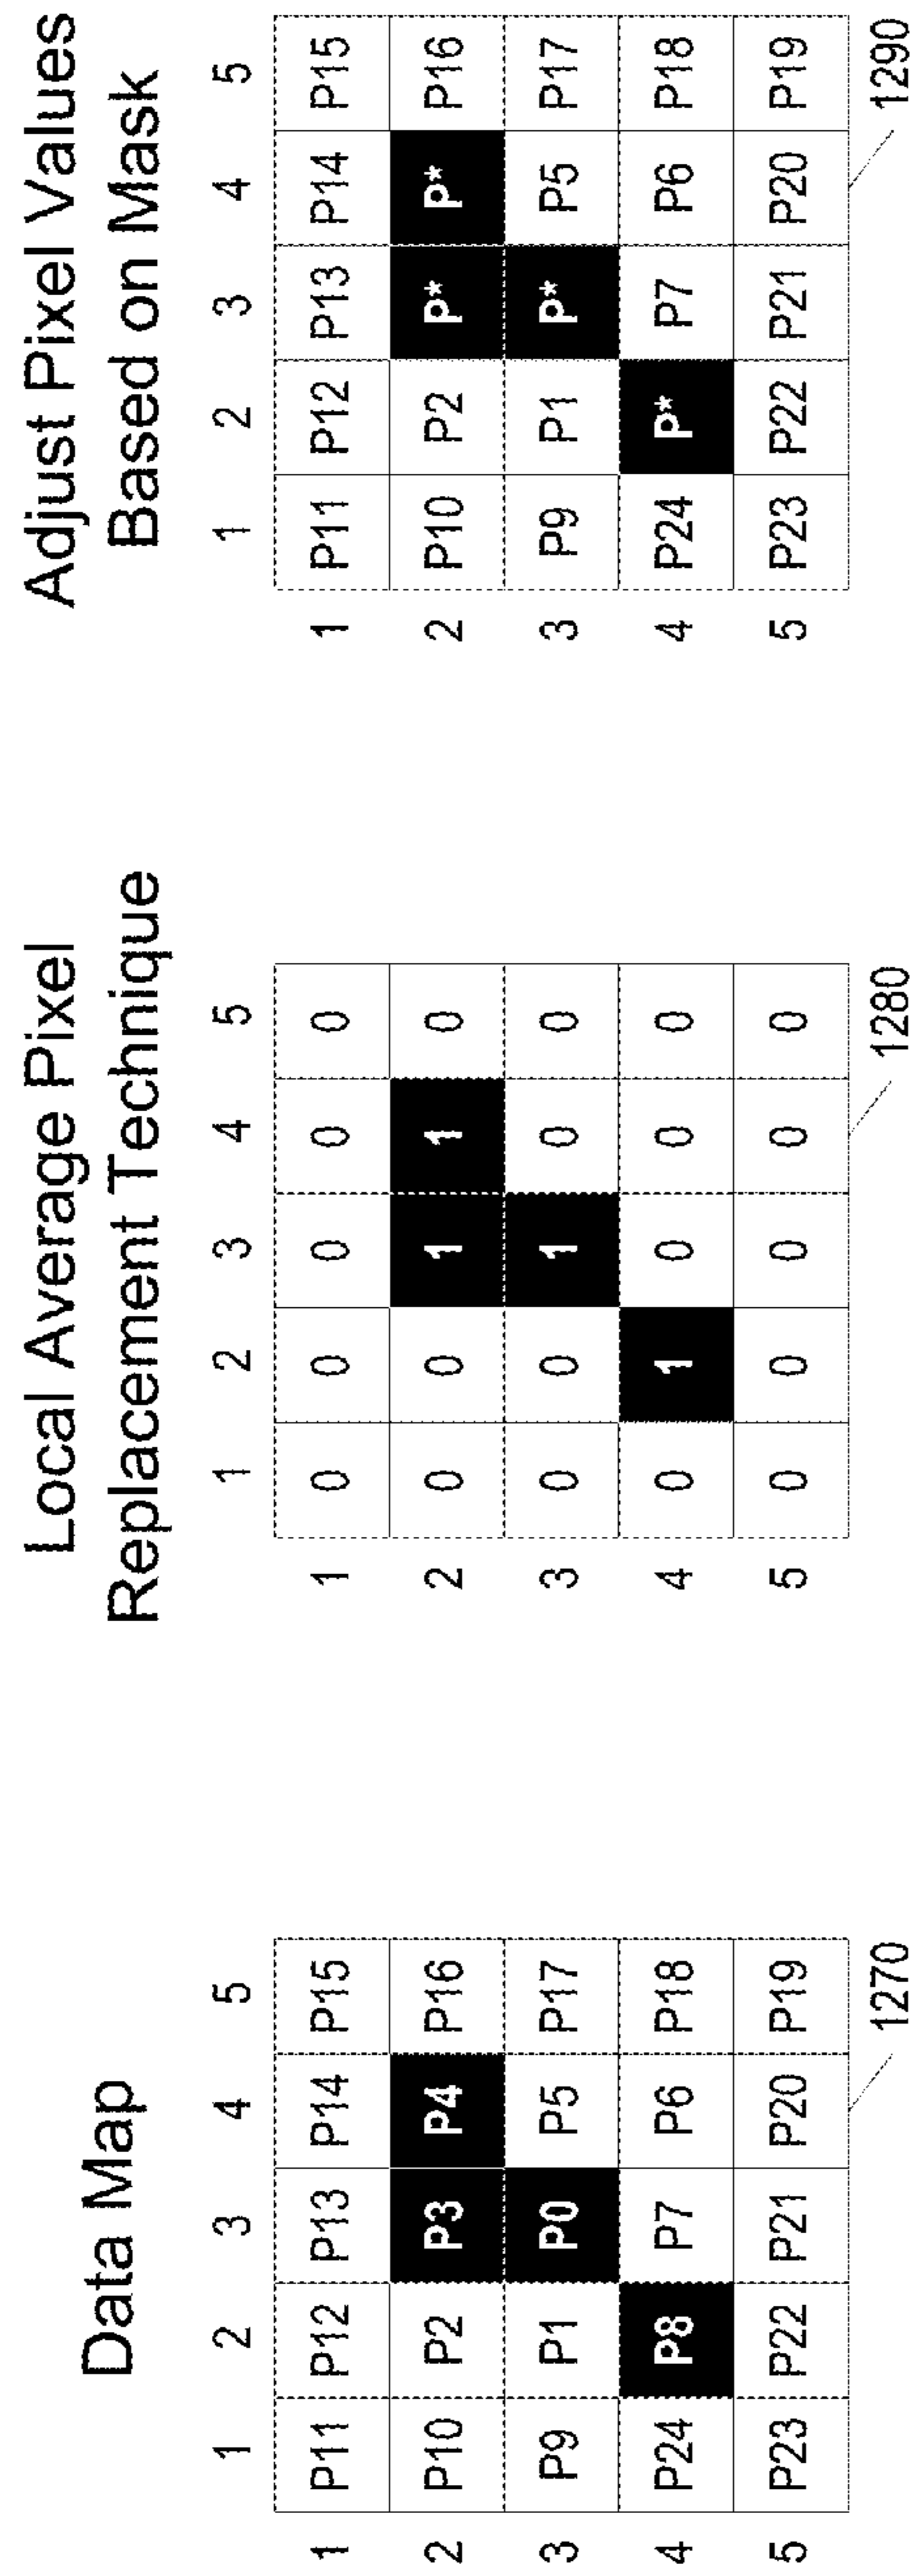 Data Map
1 2 3 4 5
1 P11 P12 P13 P14 P15
2 P10 P2 P3 P4 P16
3 P9 P1 P0 P5 P17
4 P24 P8 P7 P6 P18
5 P23 P22 P21 P20 P19
1270
Local Average Pixel
Replacement Technique
1 2 3 4 5
1 0 0 0 0 0
2 0 0 1 1 0
3 0 0 1 0 0
4 0 1 0 0 0
5 0 0 0 0 0
1280
Adjust Pixel Values
Based on Mask
1 2 3 4 5
1 P11 P12 P13 P14 P15
2 P10 P2 P* P* P16
3 P9 P1 P* P5 P17
4 P24 P* P7 P6 P18
5 P23 P22 P21 P20 P19
1290